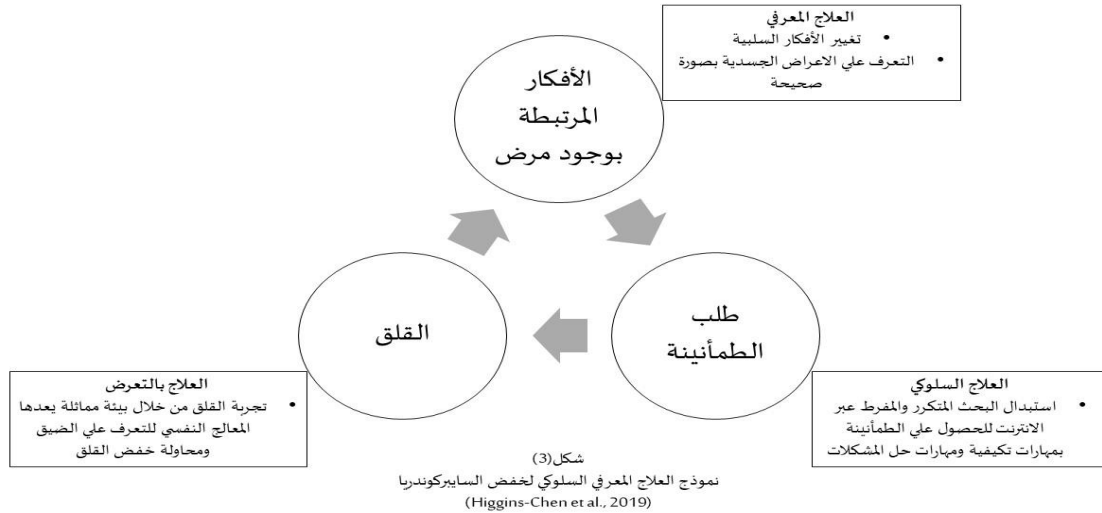 العلاج المعرفي
• تغيير الأفكار السلبية
• التعرف علي الاعراض الجسدية بصورة
صحيحة
الأفكار
المرتبطة
بوجود مرض
طلب
الطمأنينة
القلق
العلاج السلوكي
• استبدال البحث المتكرر والمفرط عبر
الانترنت للحصول علي الطمأنينة
بمهارات تكيفية ومهارات حل المشكلات
العلاج بالتعرض
• تجربة القلق من خلال بيئة مماثلة يعدها
المعالج النفسي للتعرف علي الضيق
ومحاولة خفض القلق
شكل(3)
نموذج العلاج المعرفي السلوكي لخفض السايبركوندريا
(Higgins-Chen et al., 2019)